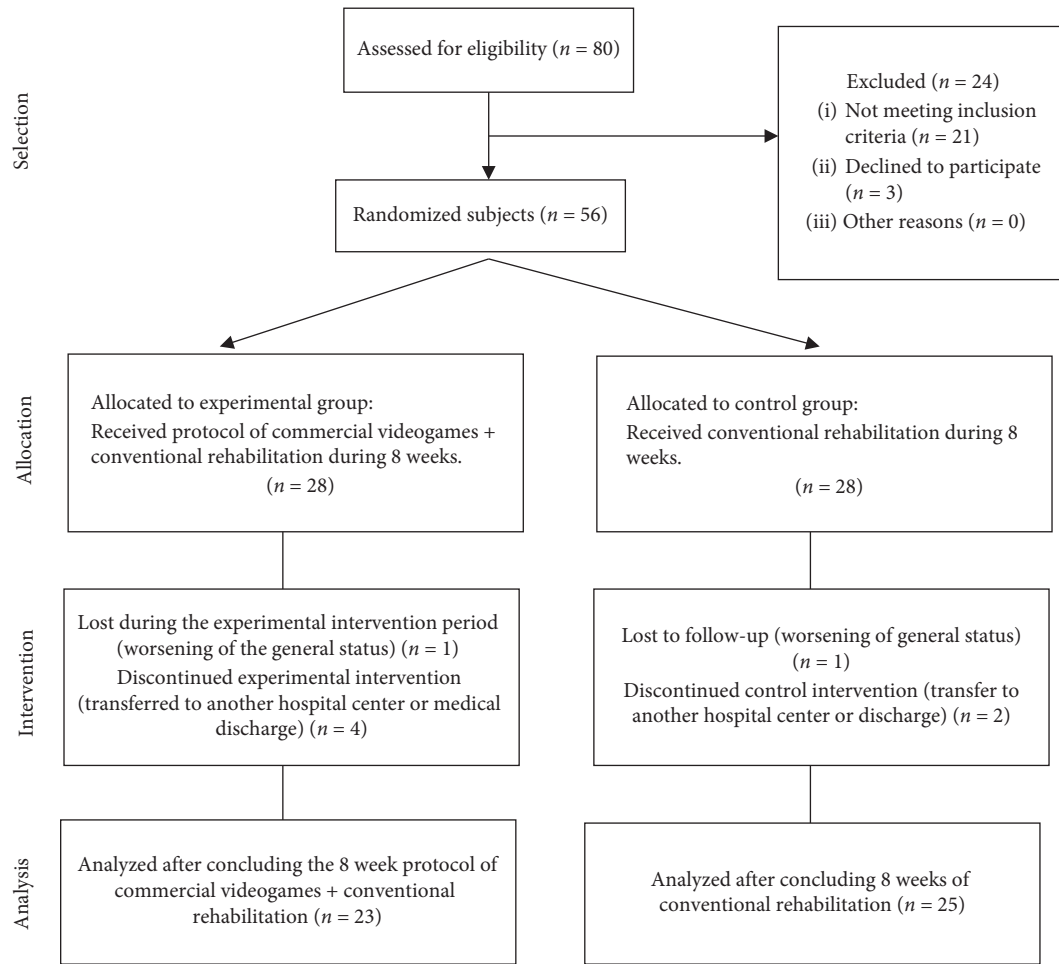 Selection
Assessed for eligibility (n = 80)
Excluded (n = 24)
(i) Not meeting inclusion
criteria (n = 21)
(ii) Declined to participate
(n = 3)
(iii) Other reasons (n = 0)
Randomized subjects (n = 56)
Allocation
Allocated to experimental group:
Received protocol of commercial videogames +
conventional rehabilitation during 8 weeks.
(n = 28)
Allocated to control group:
Received conventional rehabilitation during 8
weeks.
(n = 28)
Intervention
Lost during the experimental intervention period
(worsening of the general status) (n = 1)
Discontinued experimental intervention
(transferred to another hospital center or medical
discharge) (n = 4)
Lost to follow-up (worsening of general status)
(n = 1)
Discontinued control intervention (transfer to
another hospital center or discharge) (n = 2)
Analysis
Analyzed after concluding the 8 week protocol of
commercial videogames + conventional
rehabilitation (n = 23)
Analyzed after concluding 8 weeks of
conventional rehabilitation (n = 25)